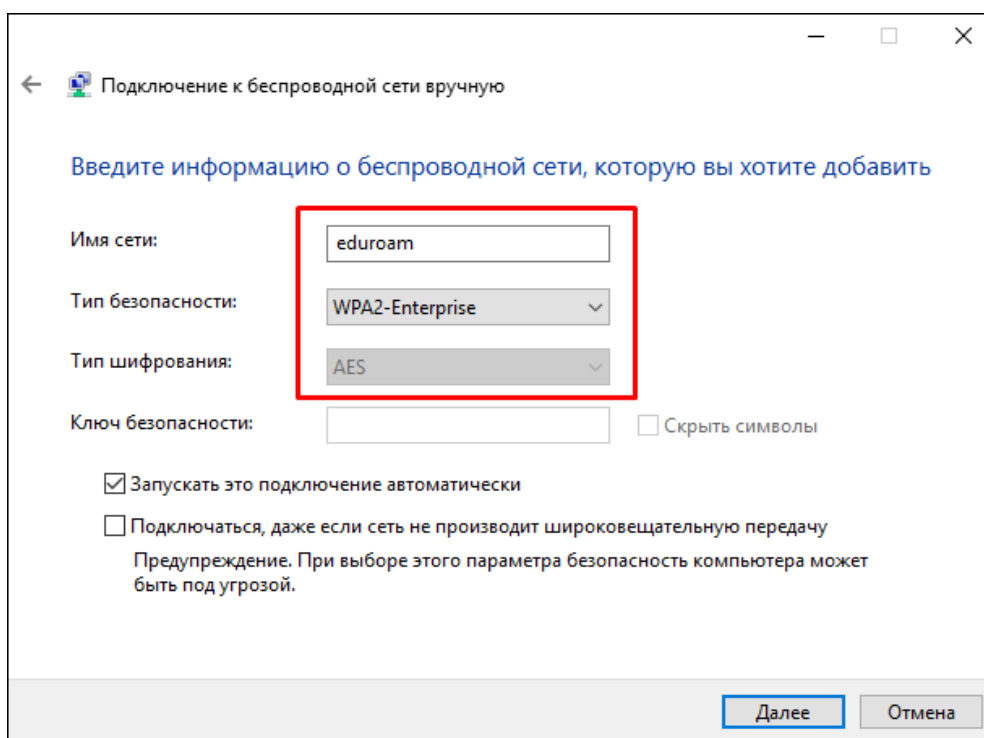 Подключение к беспроводной сети вручную
Введите информацию о беспроводной сети, которую вы хотите добавить
Имя сети:
eduroam
Тип безопасности:
WPA2-Enterprise
Тип шифрования:
AES
Ключ безопасности:
Скрыть символы
Запускать это подключение автоматически
Подключаться, даже если сеть не производит широковещательную передачу
Предупреждение. При выборе этого параметра безопасность компьютера может
быть под угрозой.
Далее
Отмена